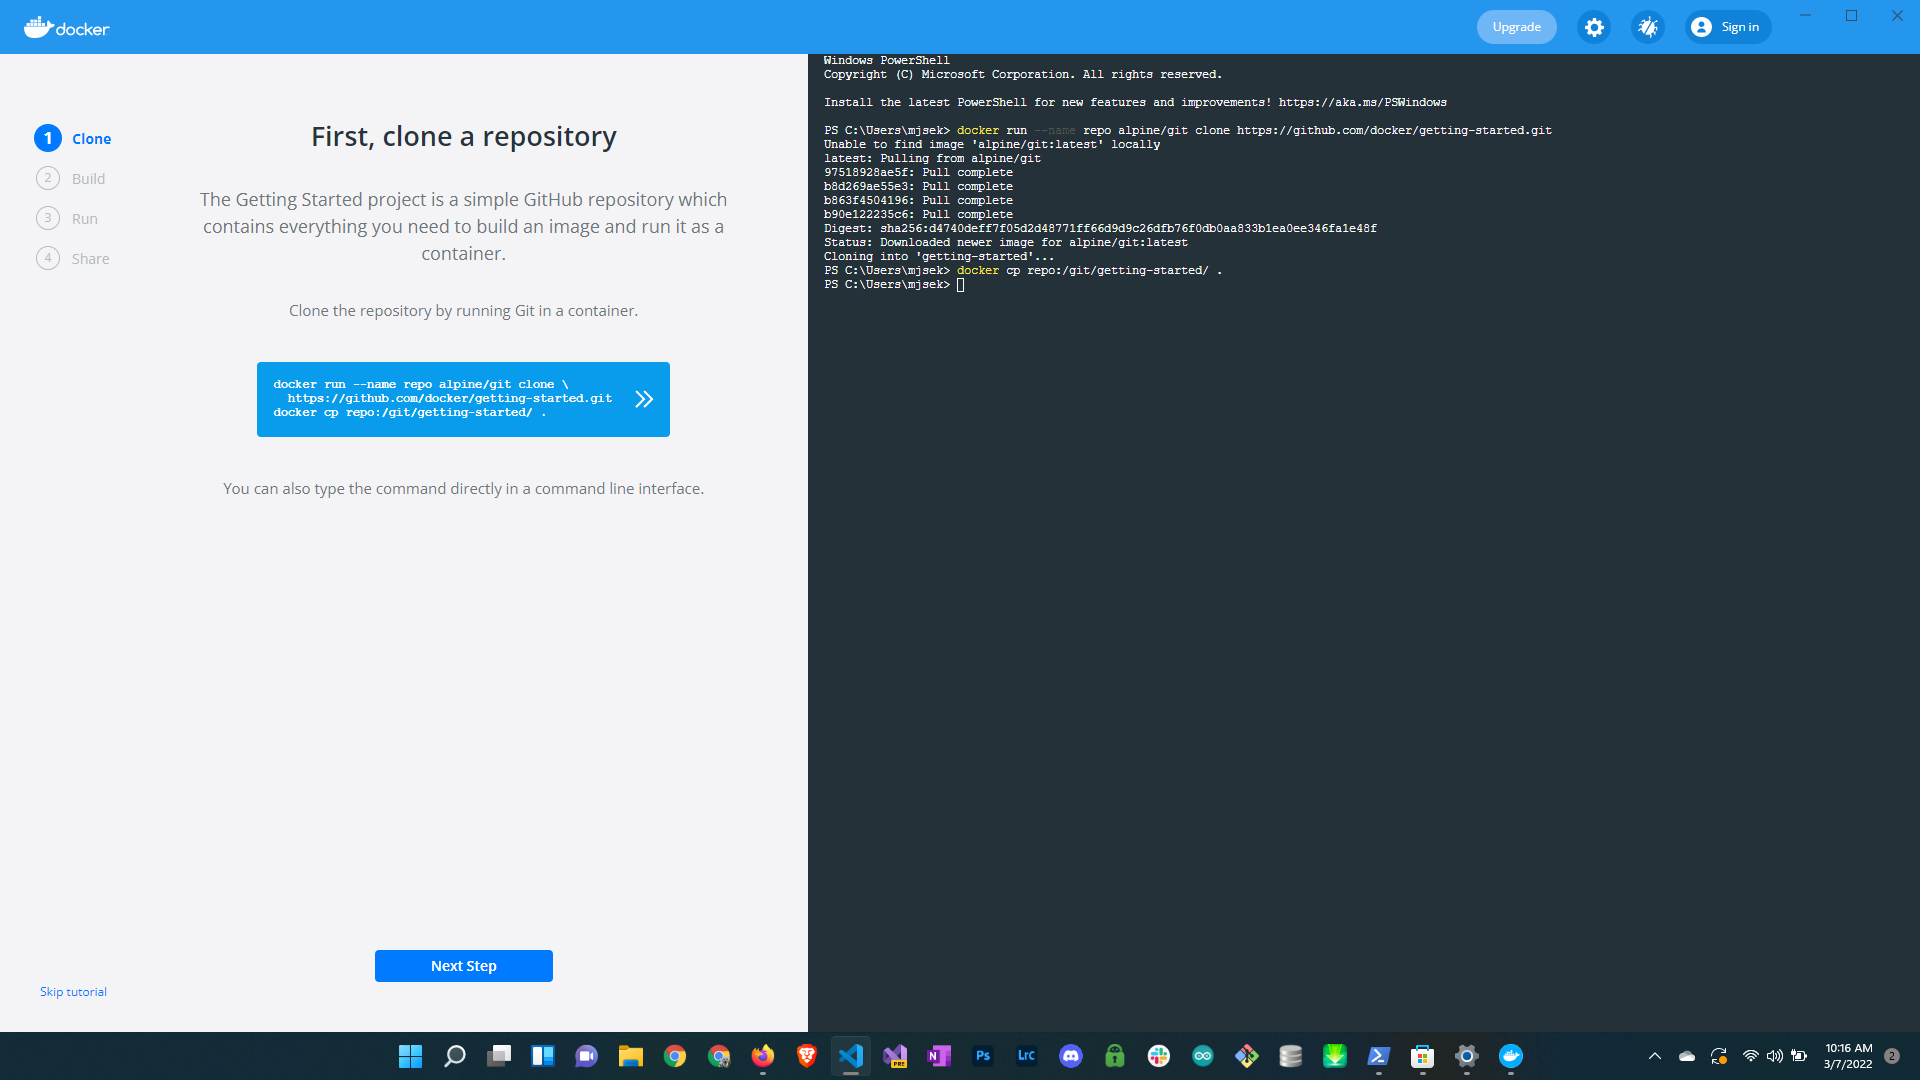 docker
Upgrade
Sign in
1 Clone
2 Build
3 Run
4 Share
First, clone a repository
The Getting Started project is a simple GitHub repository which
contains everything you need to build an image and run it as a
container.
Clone the repository by running Git in a container.
docker run --name repo alpine/git clone \
https://github.com/docker/getting-started.git
docker cp repo:/git/getting-started/ .
You can also type the command directly in a command line interface.
Next Step
Skip tutorial
Windows PowerShell
Copyright (C) Microsoft Corporation. All rights reserved.
Install the latest PowerShell for new features and improvements! https://aka.ms/PSWindows
PS C:\Users\mjsek> docker run --name repo alpine/git clone https://github.com/docker/getting-started.git
Unable to find image 'alpine/git:latest' locally
latest: Pulling from alpine/git
97518928ae5f: Pull complete
b8d269ae55e3: Pull complete
b863f4504196: Pull complete
b90e122235c6: Pull complete
Digest: sha256:d4740deff7f05d2d48771ff66d9d9c26dfb76f0db0aa833b1ea0ee346fa1e48f
Status: Downloaded newer image for alpine/git:latest
Cloning into 'getting-started'...
PS C:\Users\mjsek> docker cp repo:/git/getting-started/ .
PS C:\Users\mjsek>
PRE
N
Ps
LrC
10:16 AM
3/7/2022
2